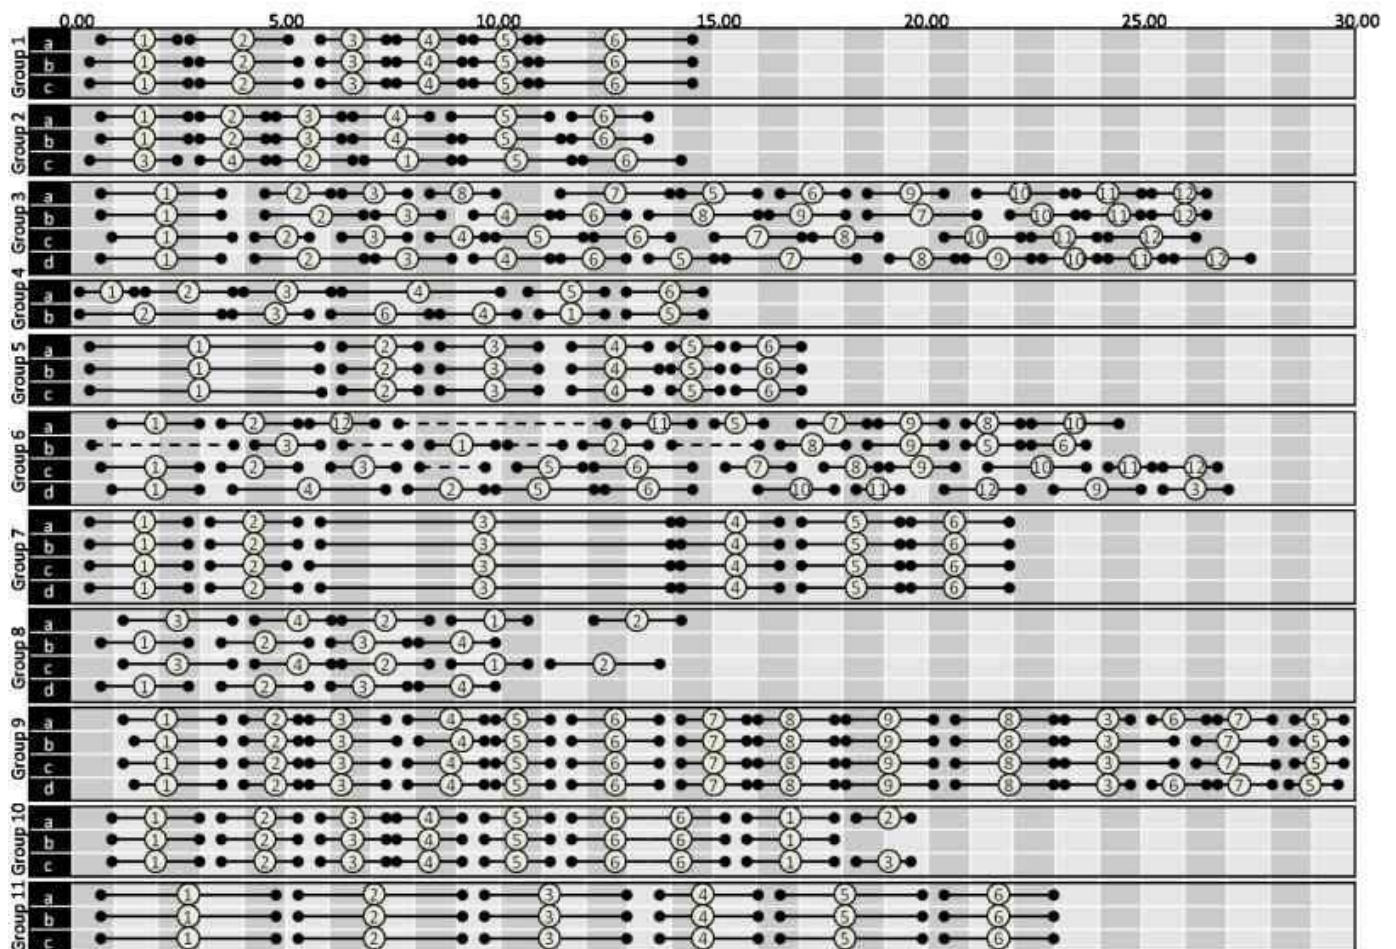 0.00 5.00 10.00 15.00 20.00 25.00 30.00
Group 1
a 1 2 3 4 5 6
b 1 2 3 4 5 6
c 1 2 3 4 5 6
Group 2
a 1 2 3 4 5 6
b 1 2 3 4 5 6
c 3 4 2 1 5 6
Group 3
a 1 2 3 8 7 5 6 9 10 11 12
b 1 2 3 4 6 8 9 7 10 11 12
c 1 2 3 4 5 6 7 8 10 11 12
d 1 2 3 4 6 5 7 8 9 10 11 12
Group 4
a 1 2 3 4 5 6
b 2 3 6 4 1 5
Group 5
a 1 2 3 4 5 6
b 1 2 3 4 5 6
c 1 2 3 4 5 6
Group 6
a 1 2 12 11 5 7 9 4 10
b 3 1 2 8 9 5 6
c 1 2 3 5 6 7 8 9 10 11 12
d 1 4 2 5 6 10 11 12 9 3
Group 7
a 1 2 3 4 5 6
b 1 2 3 4 5 6
c 1 2 3 4 5 6
d 1 2 3 4 5 6
Group 8
a 3 4 2 1 2
b 1 2 3 4
c 3 4 2 1 2
d 1 2 3 4
Group 9
a 1 2 3 4 5 6 7 8 9 8 3 6 7 5
b 1 2 3 4 5 6 7 8 9 8 3 7 5
c 1 2 3 4 5 6 7 8 9 8 3 7 5
d 1 2 3 4 5 6 7 8 9 8 3 6 7 5
Group 10
a 1 2 3 4 5 6 6 1 2
b 1 2 3 4 5 6 6 1
c 1 2 3 4 5 6 6 1 3
Group 11
a 1 2 3 4 5 6
b 1 2 3 4 5 6
c 1 2 3 4 5 6